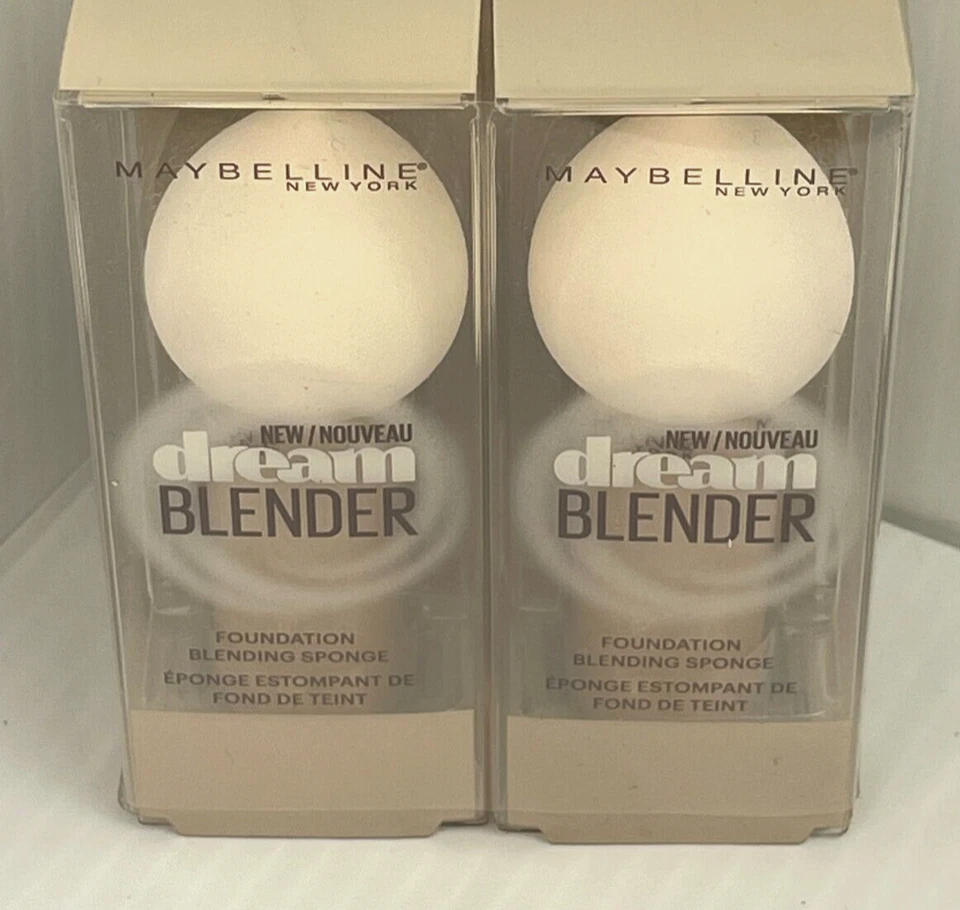 MAYBELLINE®
NEW YORK
NEW / NOUVEAU
dream
BLENDER
FOUNDATION
BLENDING SPONGE
ÉPONGE ESTOMPANT DE
FOND DE TEINT
MAYBELLINE®
NEW YORK
NEW / NOUVEAU
dream
BLENDER
FOUNDATION
BLENDING SPONGE
ÉPONGE ESTOMPANT DE
FOND DE TEINT